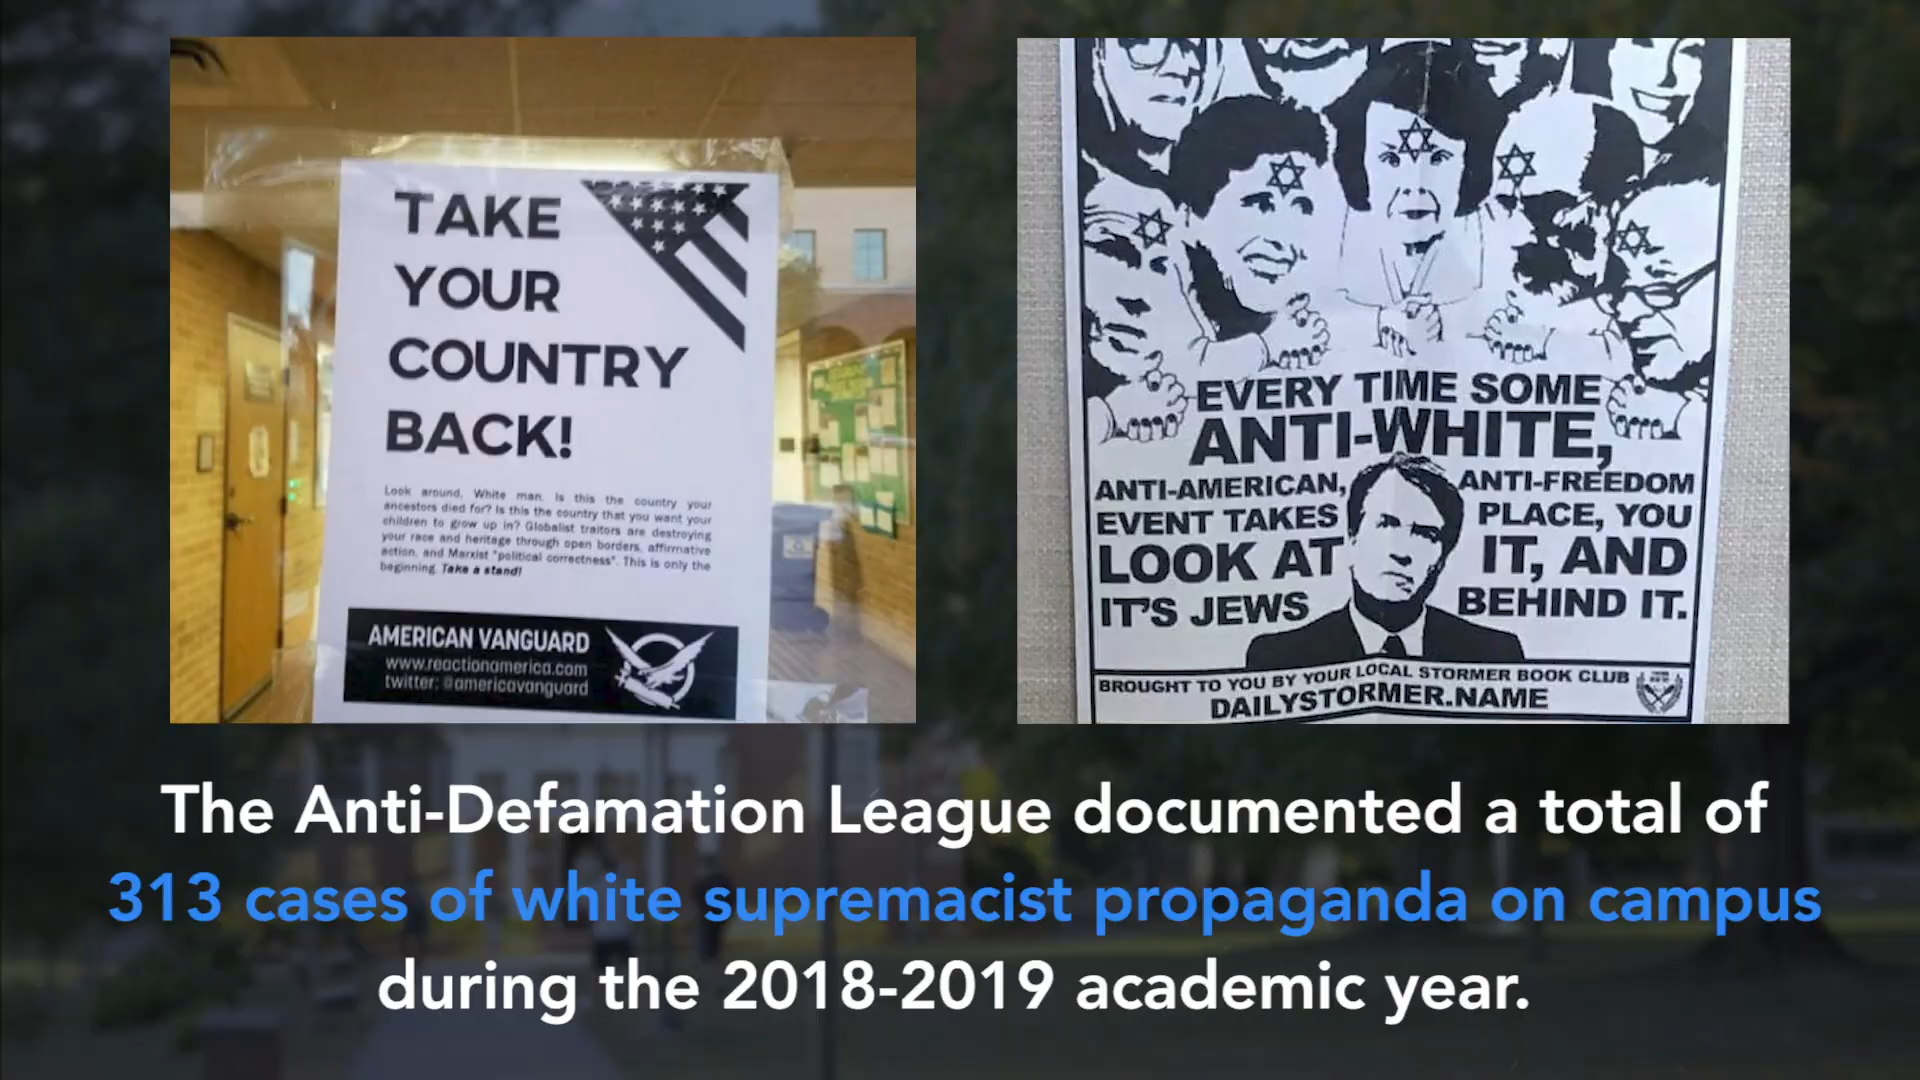 TAKE
YOUR
COUNTRY
BACK!
Look around, White man. Is this the country your
ancestors died for? Is this the country that you want your
children to grow up in? Globalist traitors are destroying
your race and heritage through open borders, affirmative
action, and Marxist "political correctness". This is only the
beginning. Take a stand!
AMERICAN VANGUARD
www.reactionamerica.com
twitter: @americavanguard
EVERY TIME SOME
ANTI-WHITE,
ANTI-AMERICAN, ANTI-FREEDOM
EVENT TAKES PLACE, YOU
LOOK AT IT, AND
IT'S JEWS BEHIND IT.
BROUGHT TO YOU BY YOUR LOCAL STORMER BOOK CLUB
DAILYSTORMER.NAME
The Anti-Defamation League documented a total of
313 cases of white supremacist propaganda on campus
during the 2018-2019 academic year.